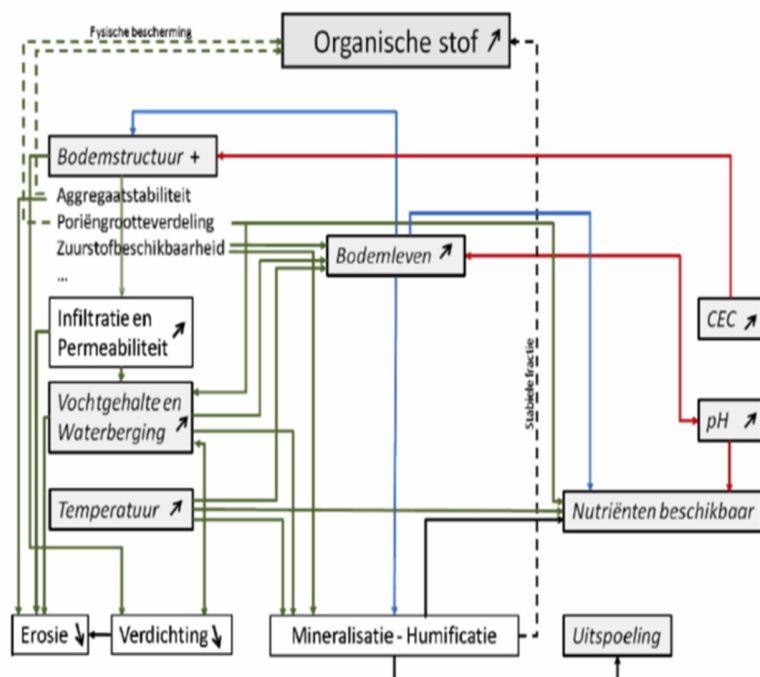 Fysische bescherming
Organische stof
Bodemstructuur +
Aggregaatstabiliteit
Poriëngrootteverdeling
Zuurstofbeschikbaarheid
...
Bodemleven
Infiltratie en
Permeabiliteit
CEC
Stabiele fractie
Vochtgehalte en
Waterberging
pH
Temperatuur
Nutriënten beschikbaar
Erosie
Verdichting
Mineralisatie - Humificatie
Uitspoeling